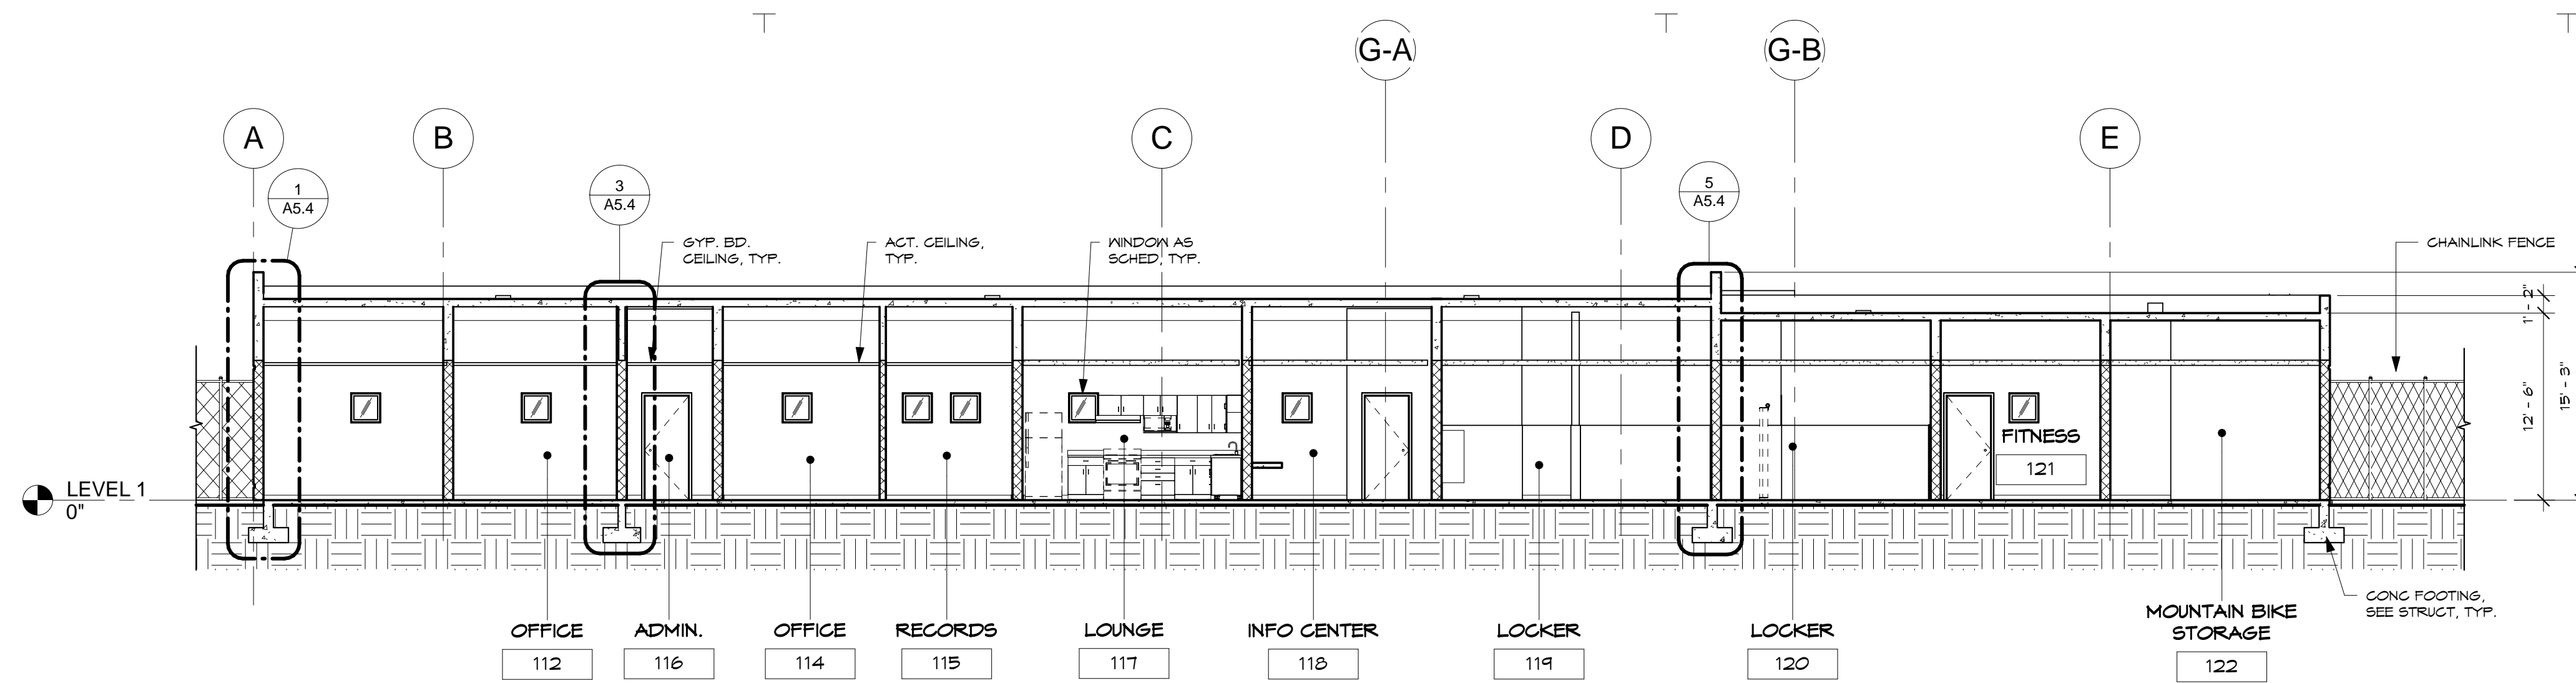 G-A
G-B
A
B
C
D
E
1
A5.4
3
A5.4
5
A5.4
GYP. BD.
CEILING, TYP.
ACT. CEILING,
TYP.
WINDOW AS
SCHED, TYP.
CHAINLINK FENCE
1' - 2"
12' - 6"
15' - 3"
FITNESS
121
LEVEL 1
0"
CONC FOOTING,
SEE STRUCT, TYP.
OFFICE
112
ADMIN.
116
OFFICE
114
RECORDS
115
LOUNGE
117
INFO CENTER
118
LOCKER
119
LOCKER
120
MOUNTAIN BIKE
STORAGE
122